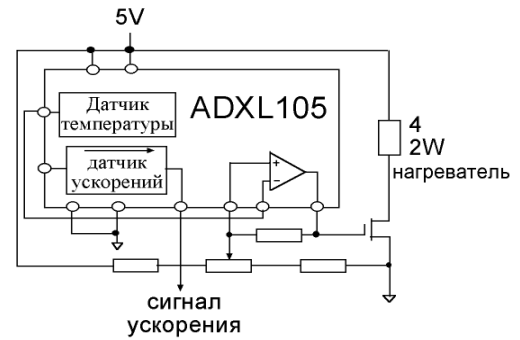 5V
Датчик
температуры
ADXL105
датчик
ускорений
+
−
4
2W
нагреватель
сигнал
ускорения